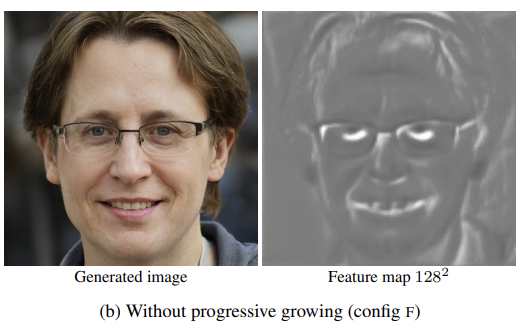 Generated image
Feature map 128²
(b) Without progressive growing (config F)